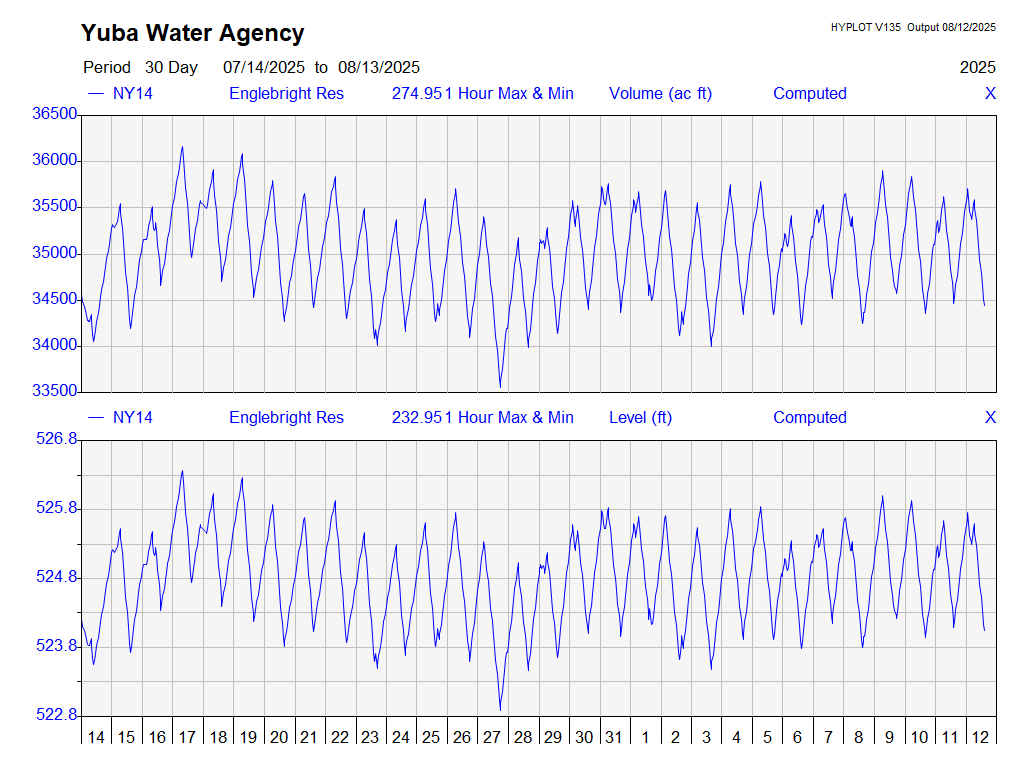 Yuba Water Agency
HYPLOT V135 Output 08/12/2025
Period 30 Day 07/14/2025 to 08/13/2025
2025
NY14 Englebright Res 274.951 Hour Max & Min Volume (ac ft) Computed X
36500
36000
35500
35000
34500
34000
33500
NY14 Englebright Res 232.951 Hour Max & Min Level (ft) Computed X
526.8
525.8
524.8
523.8
522.8
14 15 16 17 18 19 20 21 22 23 24 25 26 27 28 29 30 31 1 2 3 4 5 6 7 8 9 10 11 12